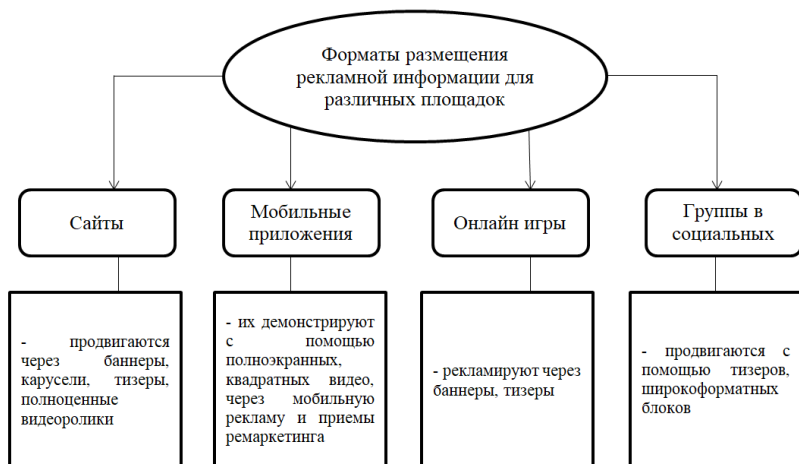 Форматы размещения
рекламной информации для
различных площадок
Сайты
Мобильные
приложения
Онлайн игры
Группы в
социальных
- продвигаются
через баннеры,
карусели, тизеры,
полноценные
видеоролики
- их демонстрируют
с помощью
полноэкранных,
квадратных видео,
через мобильную
рекламу и приемы
ремаркетинга
- рекламируют через
баннеры, тизеры
- продвигаются с
помощью тизеров,
широкоформатных
блоков